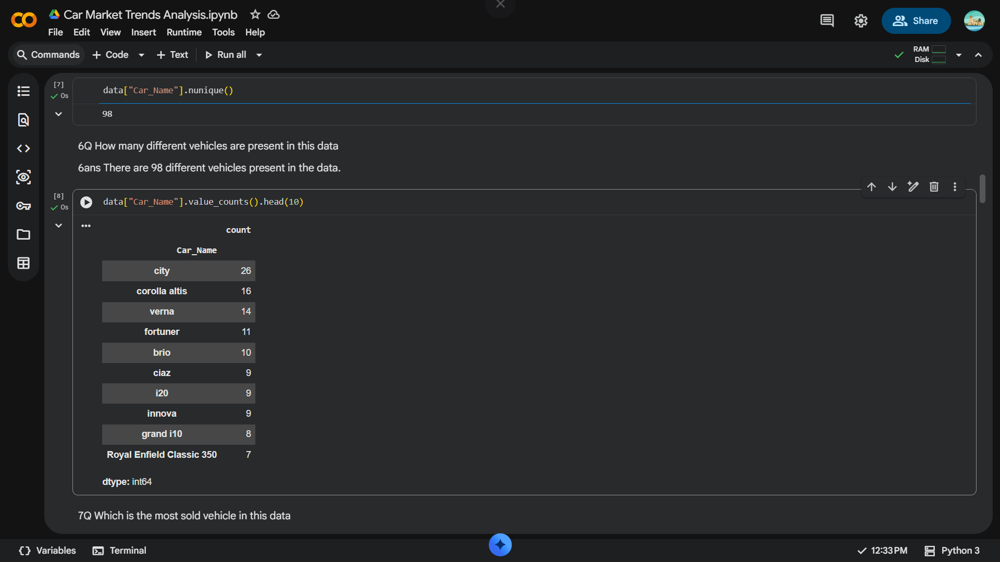 Car Market Trends Analysis.ipynb
File Edit View Insert Runtime Tools Help
Share
Commands + Code + Text Run all
RAM
Disk
[7]
0s
data["Car_Name"].nunique()
98
6Q How many different vehicles are present in this data
6ans There are 98 different vehicles present in the data.
[8]
0s
data["Car_Name"].value_counts().head(10)
count
Car_Name
city 26
corolla altis 16
verna 14
fortuner 11
brio 10
ciaz 9
i20 9
innova 9
grand i10 8
Royal Enfield Classic 350 7
dtype: int64
7Q Which is the most sold vehicle in this data
Variables Terminal 12:33 PM Python 3